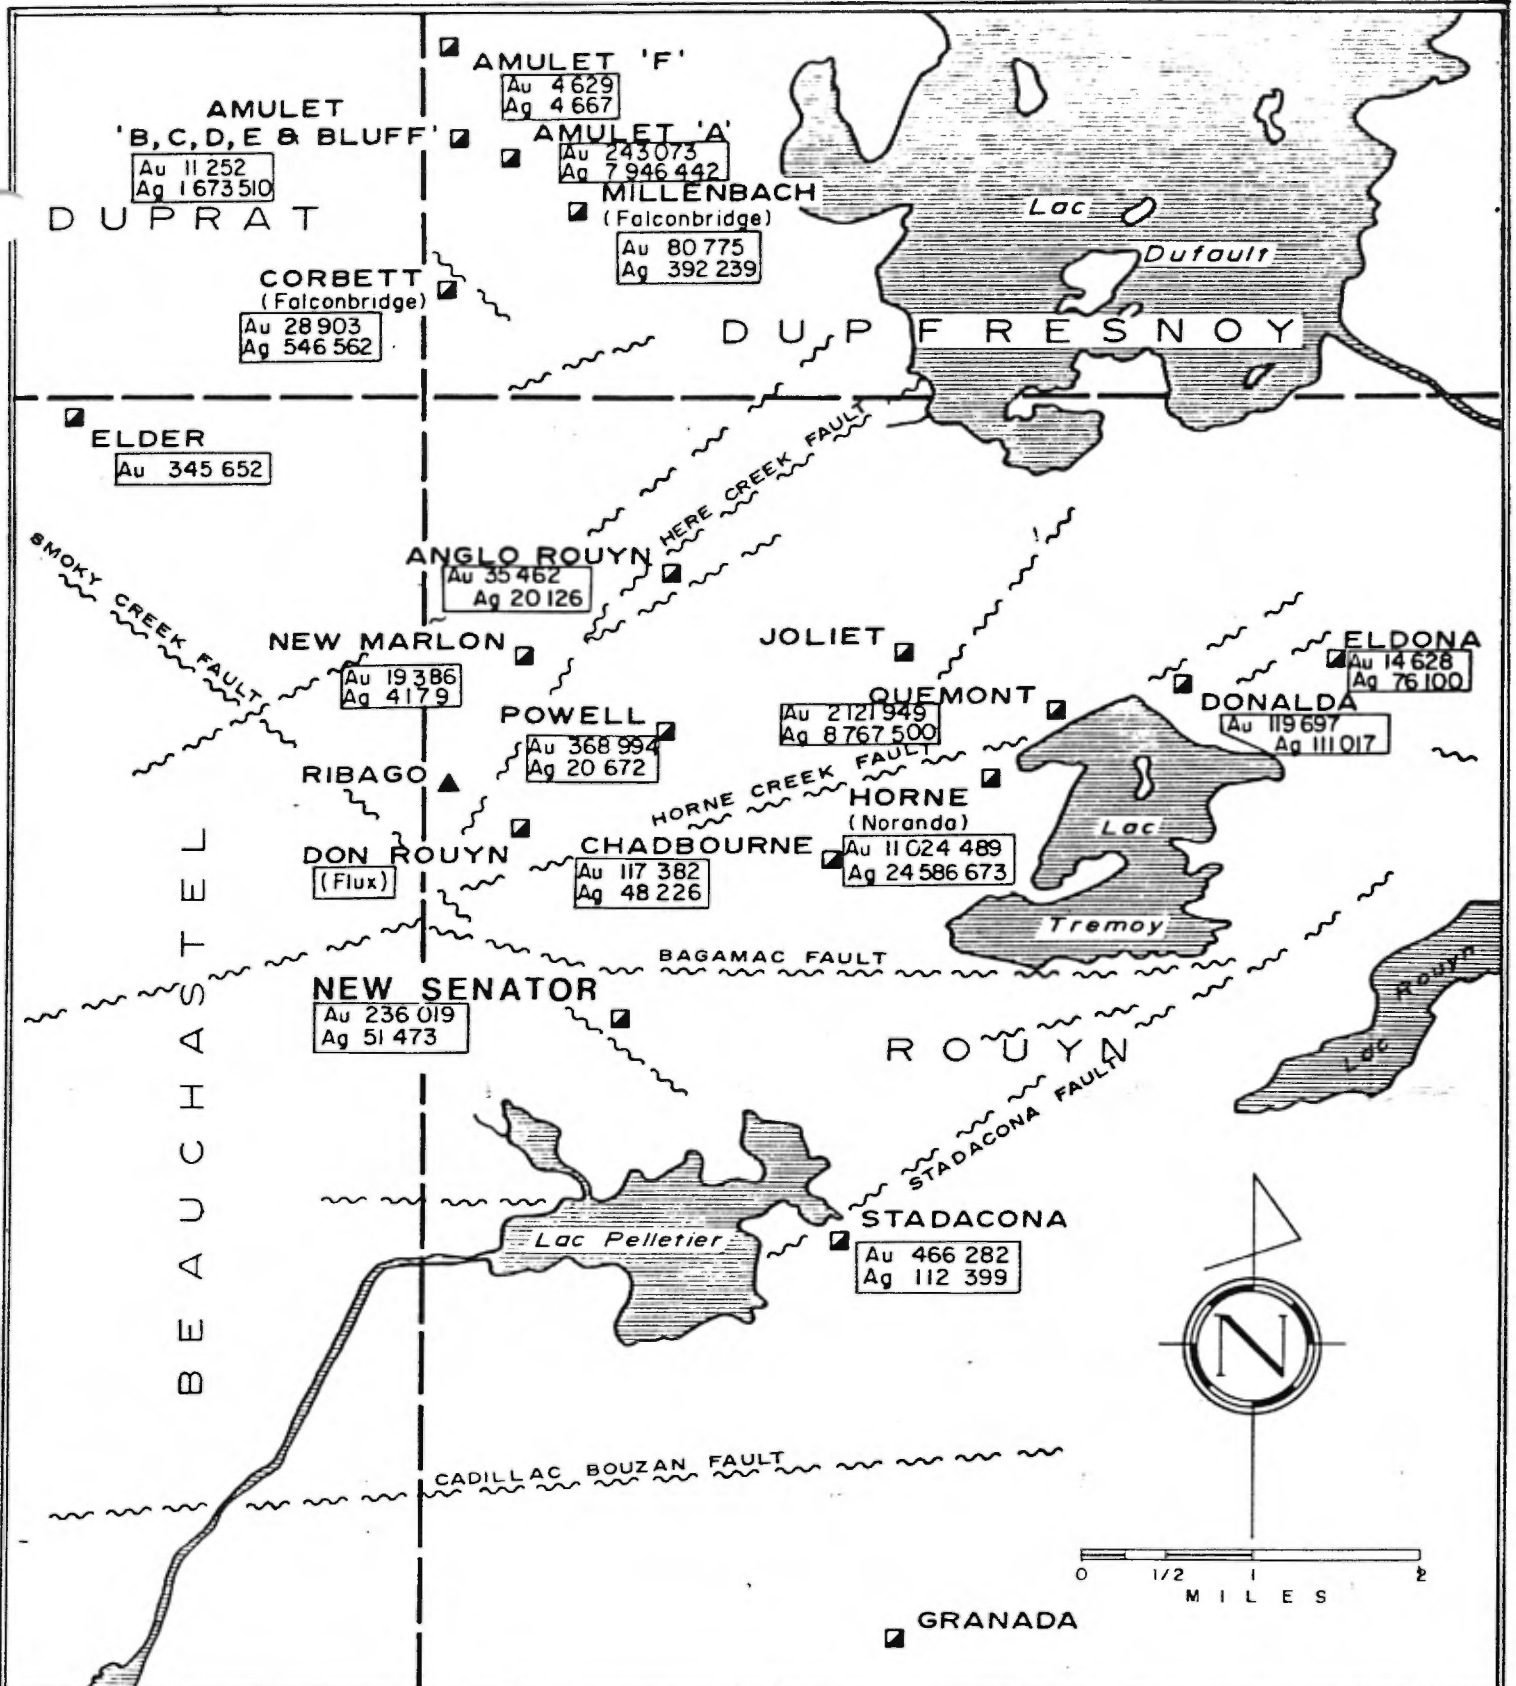 AMULET 'F'
Au 4 629
Ag 4 667
AMULET
'B, C, D, E & BLUFF'
Au 11 252
Ag 1 673 510
AMULET 'A'
Au 243 073
Ag 7 946 442
MILLENBACH
(Falconbridge)
Au 80 775
Ag 392 239
DUPRAT
Lac
Dufault
CORBETT
(Falconbridge)
Au 28 903
Ag 546 562
DUPFRESNOY
ELDER
Au 345 652
HERE CREEK FAULT
SMOKY CREEK FAULT
ANGLO ROUYN
Au 35 462
Ag 20 126
NEW MARLON
Au 19 386
Ag 4179
JOLIET
ELDONA
Au 14 628
Ag 76 100
QUEMONT
Au 2 121 949
Ag 8 767 500
DONALDA
Au 119 697
Ag 111 017
POWELL
Au 368 994
Ag 20 672
RIBAGO
HORNE CREEK FAULT
HORNE
(Noranda)
Au 11 024 489
Ag 24 586 673
DON ROUYN
(Flux)
CHADBOURNE
Au 117 382
Ag 48 226
Lac
Tremoy
BAGAMAC FAULT
Lac Rouyn
NEW SENATOR
Au 236 019
Ag 51 473
ROUYN
BEAUCHASTEL
STADACONA FAULT
Lac Pelletier
STADACONA
Au 466 282
Ag 112 399
N
CADILLAC BOUZAN FAULT
0 1/2 1 2
MILES
GRANADA